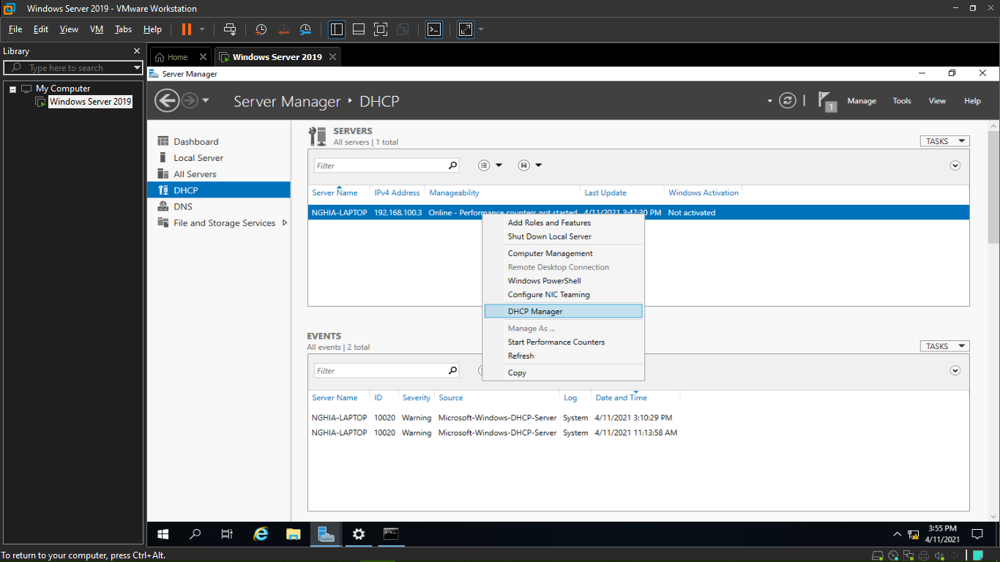 Windows Server 2019 - VMware Workstation
File Edit View VM Tabs Help
Library
Type here to search
My Computer
Windows Server 2019
Home
Windows Server 2019
Server Manager
Server Manager DHCP
1
Manage Tools View Help
Dashboard
Local Server
All Servers
DHCP
DNS
File and Storage Services
SERVERS
All servers | 1 total
TASKS
Filter
Server Name IPv4 Address Manageability Last Update Windows Activation
NGHIA-LAPTOP 192.168.100.3 Online - Performance counters not started 4/11/2021 3:47:30 PM Not activated
Add Roles and Features
Shut Down Local Server
Computer Management
Remote Desktop Connection
Windows PowerShell
Configure NIC Teaming
DHCP Manager
Manage As ...
Start Performance Counters
Refresh
Copy
EVENTS
All events | 2 total
TASKS
Filter
Server Name ID Severity Source Log Date and Time
NGHIA-LAPTOP 10020 Warning Microsoft-Windows-DHCP-Server System 4/11/2021 3:10:29 PM
NGHIA-LAPTOP 10020 Warning Microsoft-Windows-DHCP-Server System 4/11/2021 11:13:58 AM
3:55 PM
4/11/2021
To return to your computer, press Ctrl+Alt.